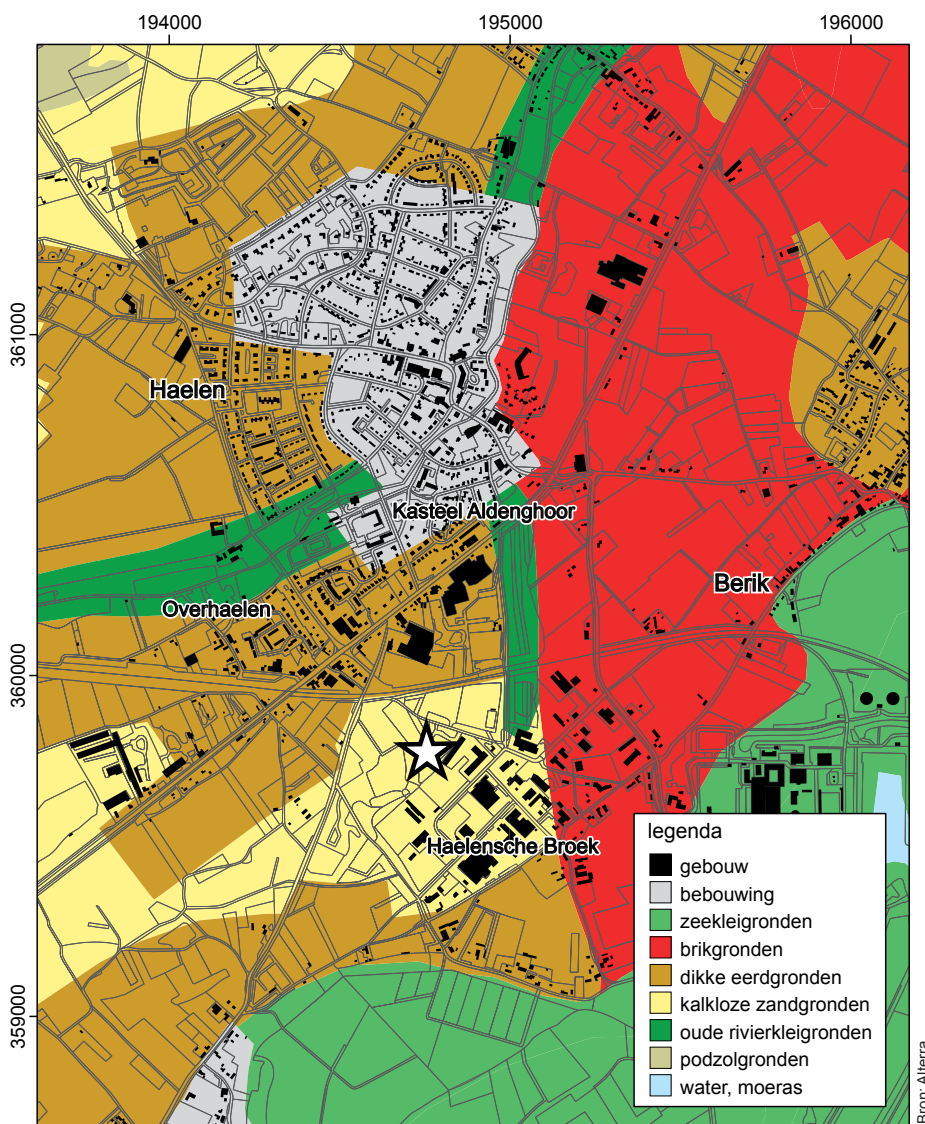 194000
195000
196000
361000
360000
359000
Haelen
Kasteel Aldenghoor
Overhaelen
Berik
Haelensche Broek
legenda
gebouw
bebouwing
zeekleigronden
brikgronden
dikke eerdgronden
kalkloze zandgronden
oude rivierkleigronden
podzolgronden
water, moeras
Bron: Alterra